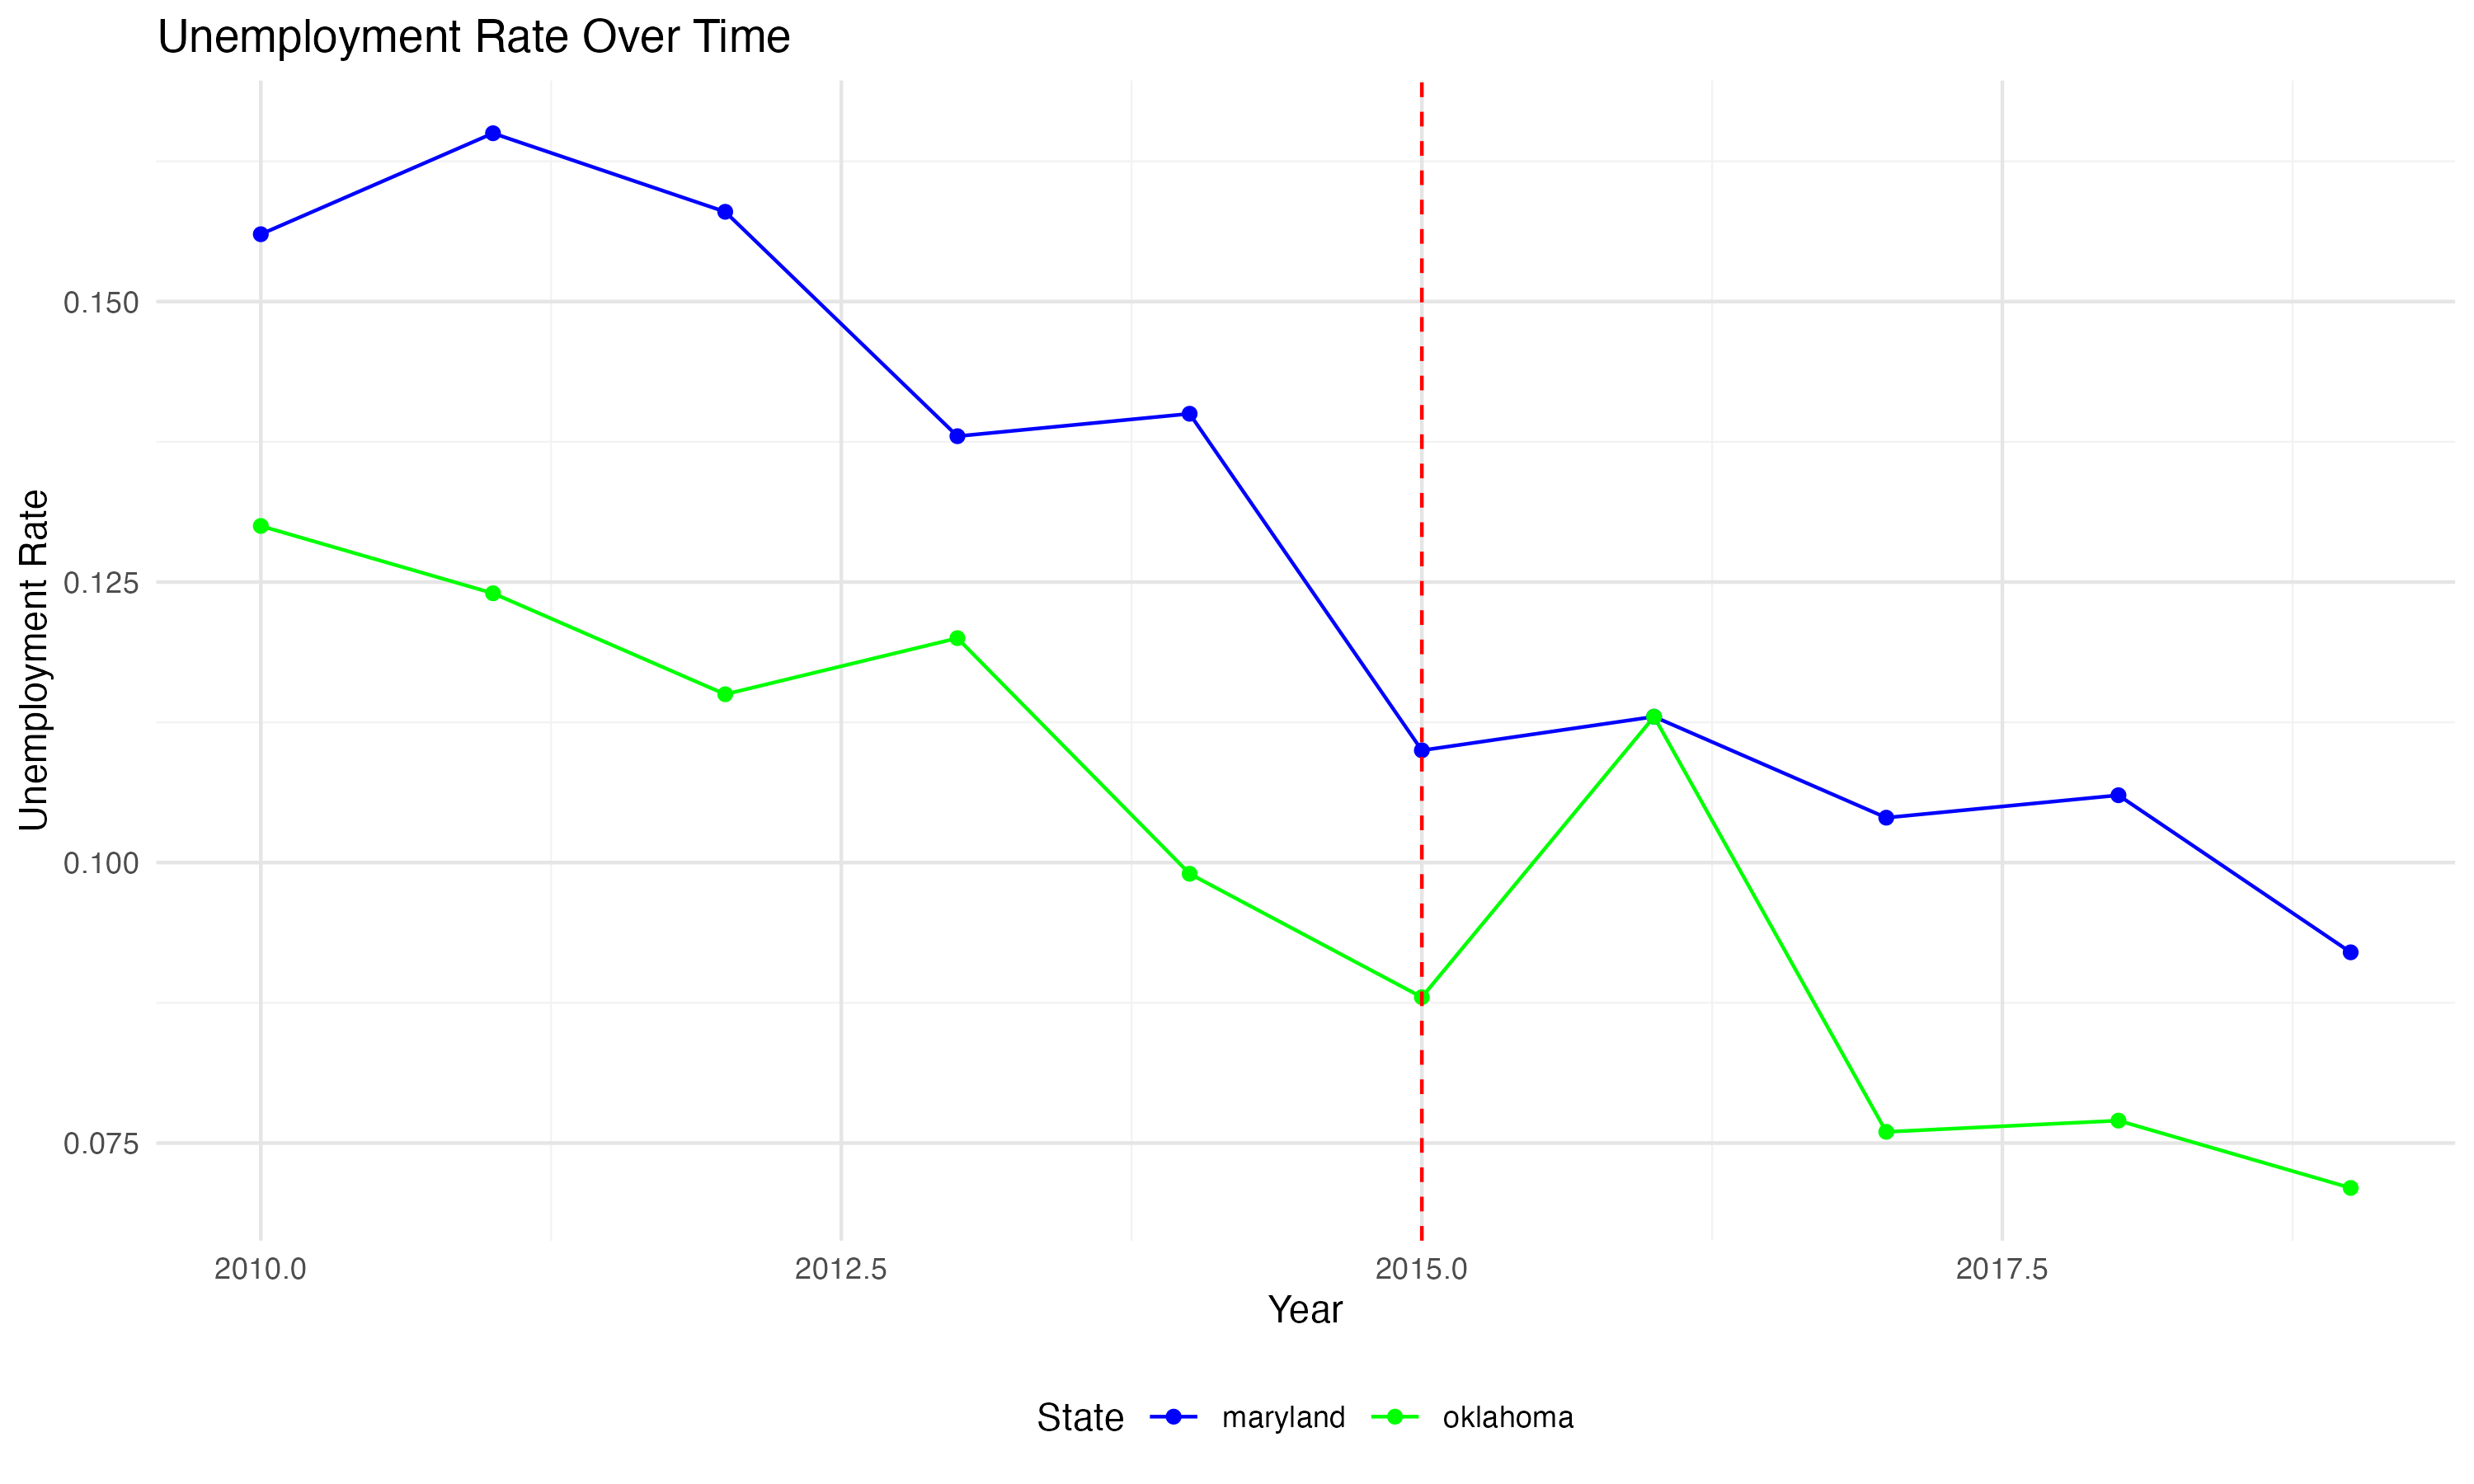 Unemployment Rate Over Time
Unemployment Rate
0.150
0.125
0.100
0.075
2010.0 2012.5 2015.0 2017.5
Year
State maryland oklahoma